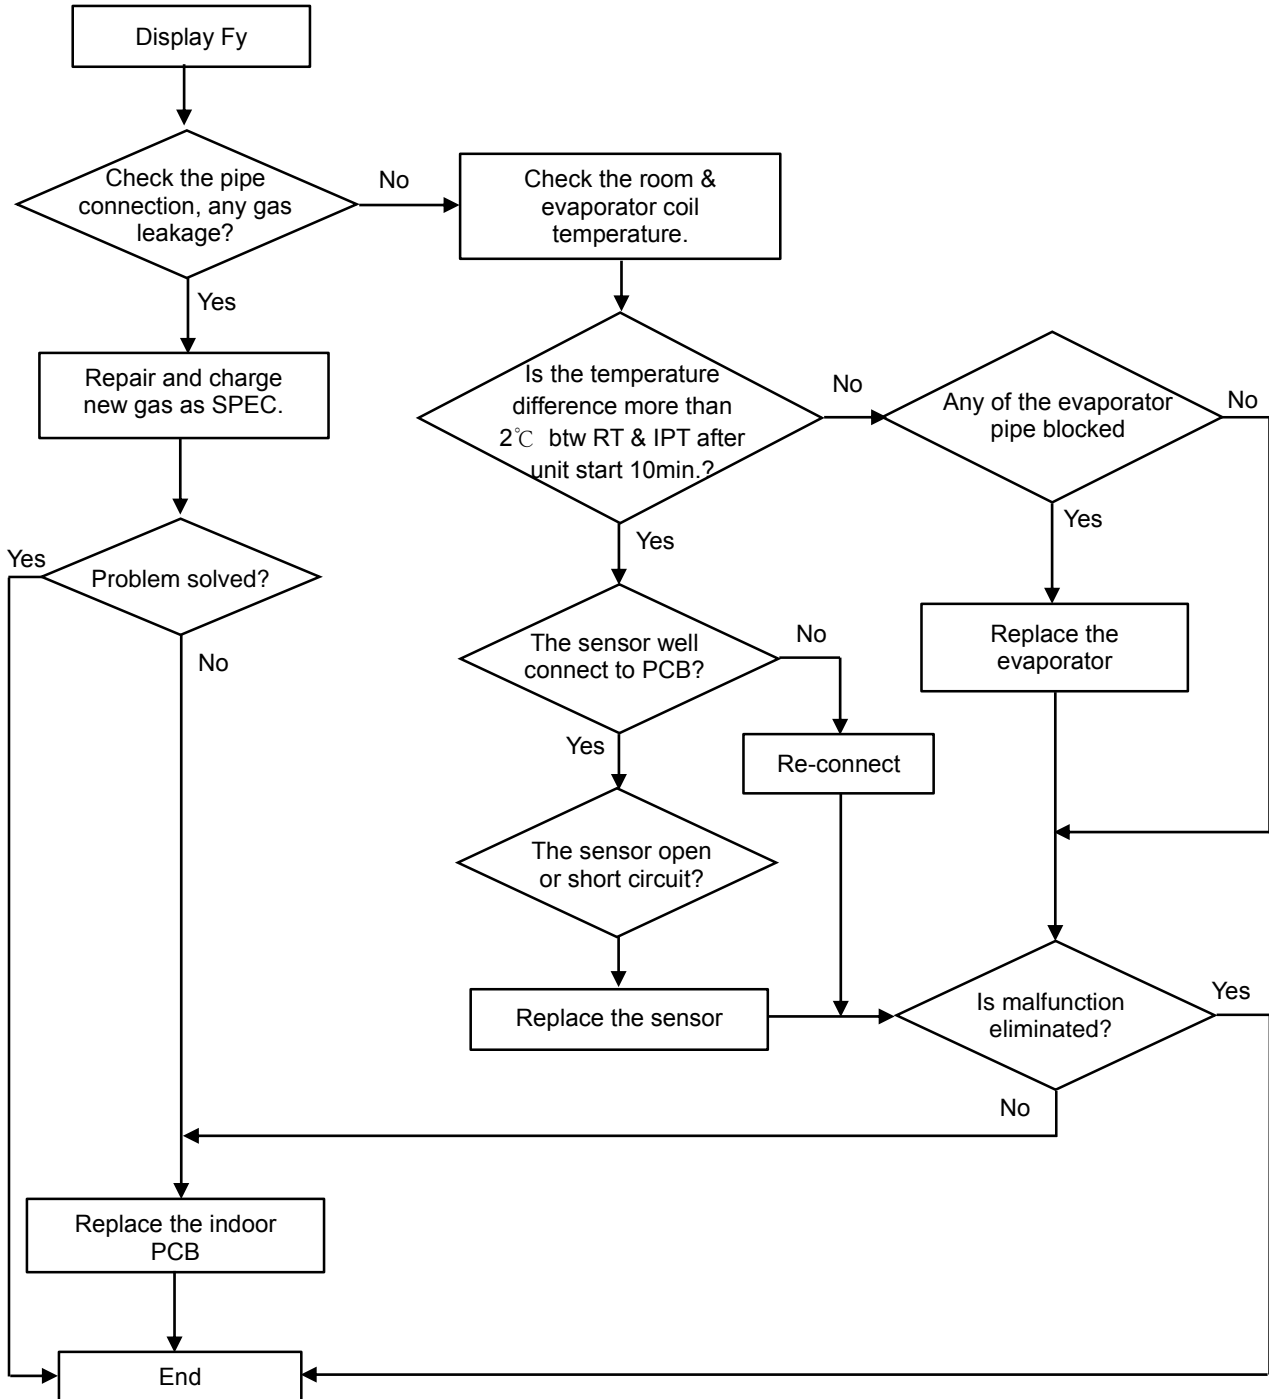 Display Fy
Check the pipe
connection, any gas
leakage?
No
Check the room &
evaporator coil
temperature.
Yes
Repair and charge
new gas as SPEC.
Is the temperature
difference more than
2℃ btw RT & IPT after
unit start 10min.?
No
Any of the evaporator
pipe blocked
No
Yes
Yes
Yes
Problem solved?
No
The sensor well
connect to PCB?
No
Replace the
evaporator
Yes
Re-connect
The sensor open
or short circuit?
Replace the sensor
Is malfunction
eliminated?
Yes
No
Replace the indoor
PCB
End